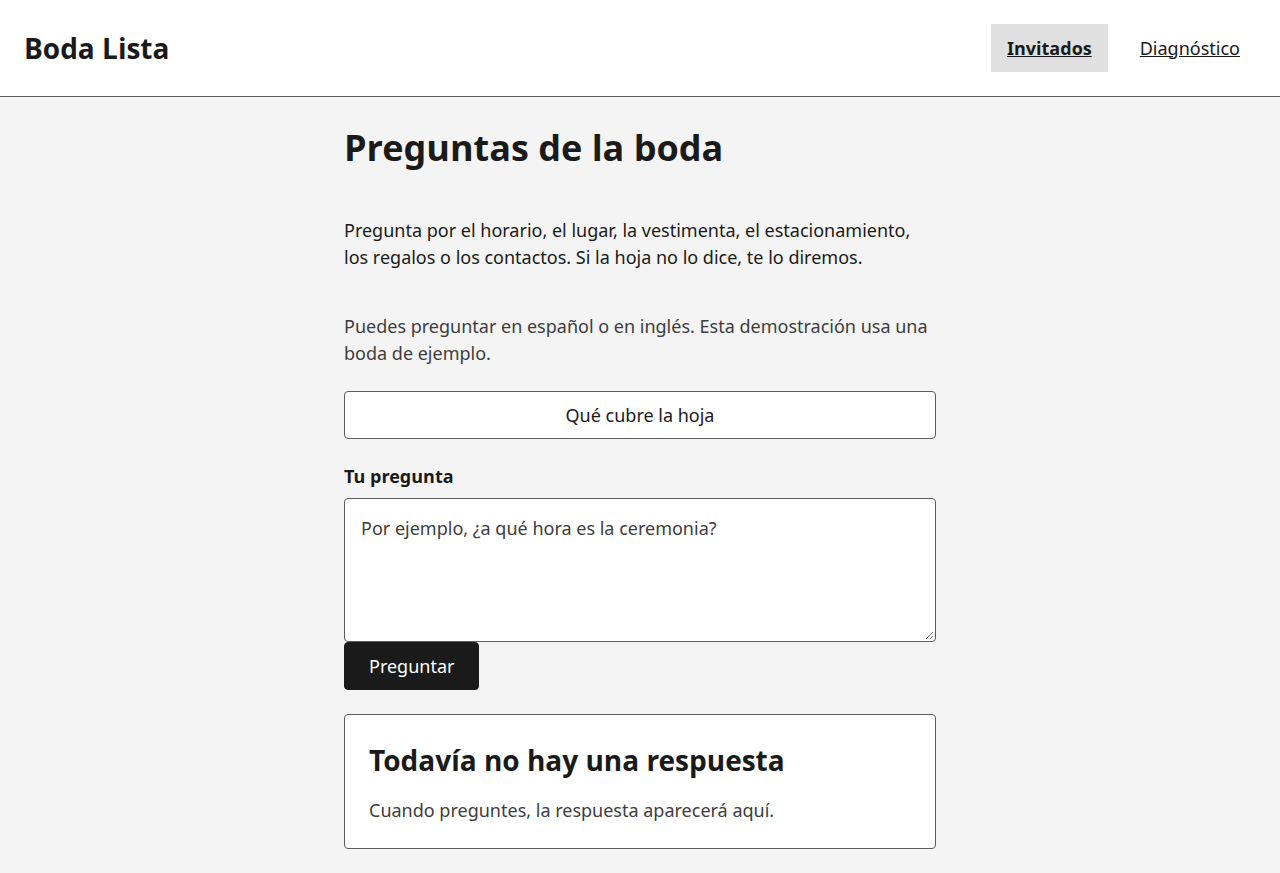 Boda Lista
Invitados
Diagnóstico
Preguntas de la boda
Pregunta por el horario, el lugar, la vestimenta, el estacionamiento,
los regalos o los contactos. Si la hoja no lo dice, te lo diremos.
Puedes preguntar en español o en inglés. Esta demostración usa una
boda de ejemplo.
Qué cubre la hoja
Tu pregunta
Por ejemplo, ¿a qué hora es la ceremonia?
Preguntar
Todavía no hay una respuesta
Cuando preguntes, la respuesta aparecerá aquí.